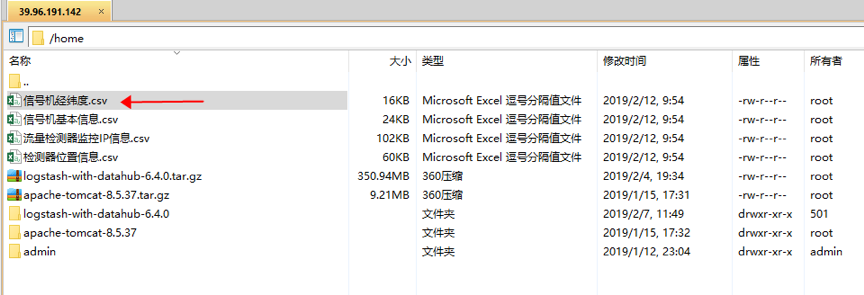 39.96.191.142 ×
/home
名称 大小 类型 修改时间 属性 所有者
..
信号机经纬度.csv 16KB Microsoft Excel 逗号分隔值文件 2019/2/12, 9:54 -rw-r--r-- root
信号机基本信息.csv 24KB Microsoft Excel 逗号分隔值文件 2019/2/12, 9:54 -rw-r--r-- root
流量检测器监控IP信息.csv 102KB Microsoft Excel 逗号分隔值文件 2019/2/12, 9:54 -rw-r--r-- root
检测器位置信息.csv 60KB Microsoft Excel 逗号分隔值文件 2019/2/12, 9:54 -rw-r--r-- root
logstash-with-datahub-6.4.0.tar.gz 350.94MB 360压缩 2019/2/4, 19:34 -rw-r--r-- root
apache-tomcat-8.5.37.tar.gz 9.21MB 360压缩 2019/1/15, 17:31 -rw-r--r-- root
logstash-with-datahub-6.4.0 文件夹 2019/2/7, 11:49 drwxr-xr-x 501
apache-tomcat-8.5.37 文件夹 2019/1/15, 17:32 drwxr-xr-x root
admin 文件夹 2019/1/12, 23:04 drwxr-xr-x admin